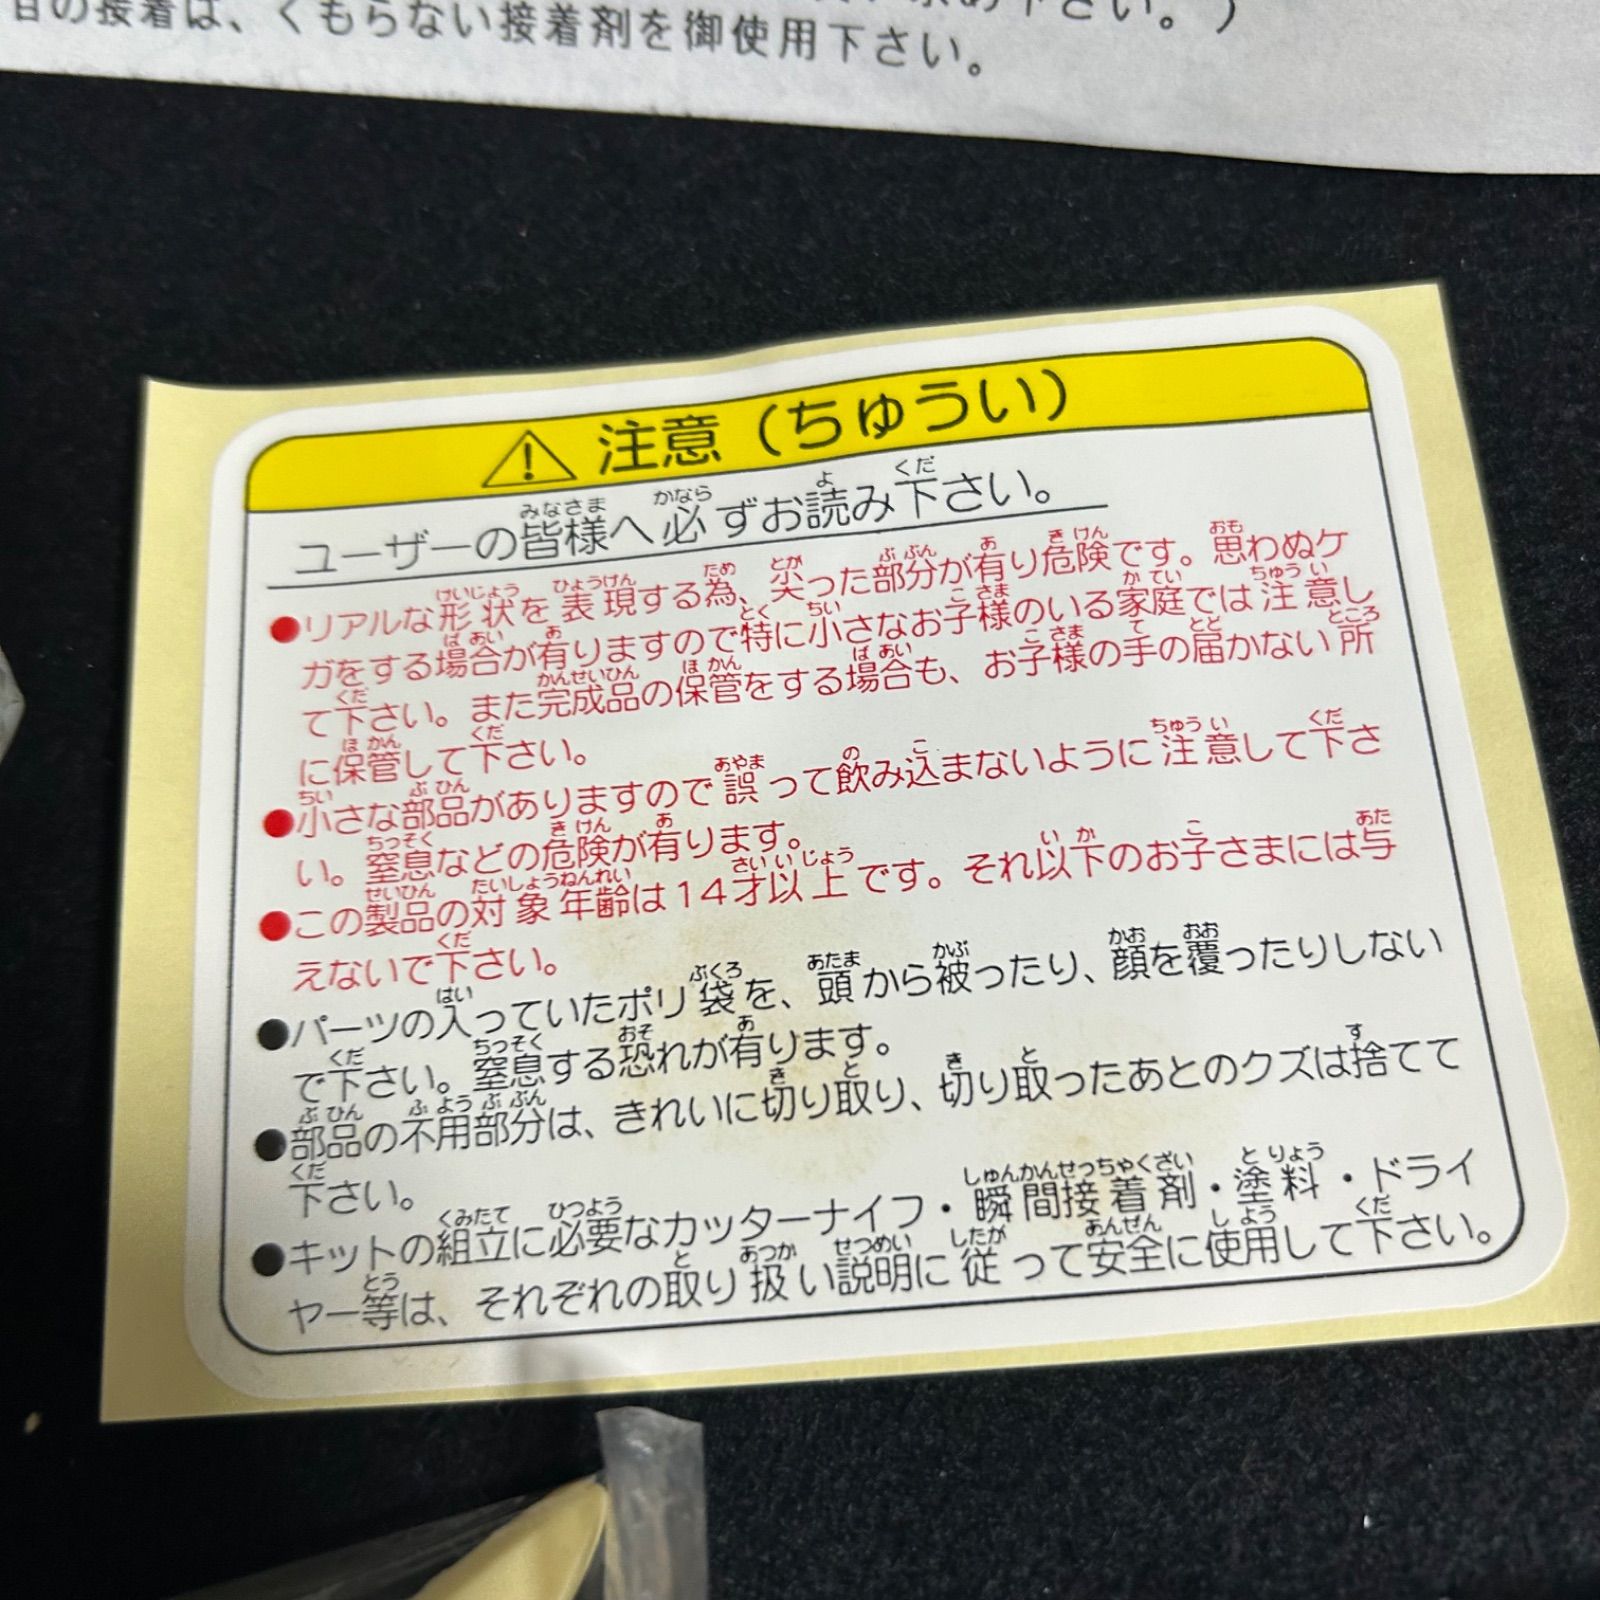 の接着は、くもらない接着剤を御使用下さい。
下さい。)
⚠ 注意（ちゅうい）
ユーザーの皆様へ必ずお読み下さい。
●リアルな形状を表現する為、尖った部分が有り危険です。思わぬケ
ガをする場合が有りますので特に小さなお子様のいる家庭では注意し
て下さい。また完成品の保管をする場合も、お子様の手の届かない所
に保管して下さい。
●小さな部品がありますので誤って飲み込まないように注意して下さ
い。窒息などの危険が有ります。
●この製品の対象年齢は14才以上です。それ以下のお子さまには与
えないで下さい。
●パーツの入っていたポリ袋を、頭から被ったり、顔を覆ったりしない
で下さい。窒息する恐れが有ります。
●部品の不用部分は、きれいに切り取り、切り取ったあとのクズは捨てて
下さい。
●キットの組立に必要なカッターナイフ・瞬間接着剤・塗料・ドライ
ヤー等は、それぞれの取り扱い説明に従って安全に使用して下さい。